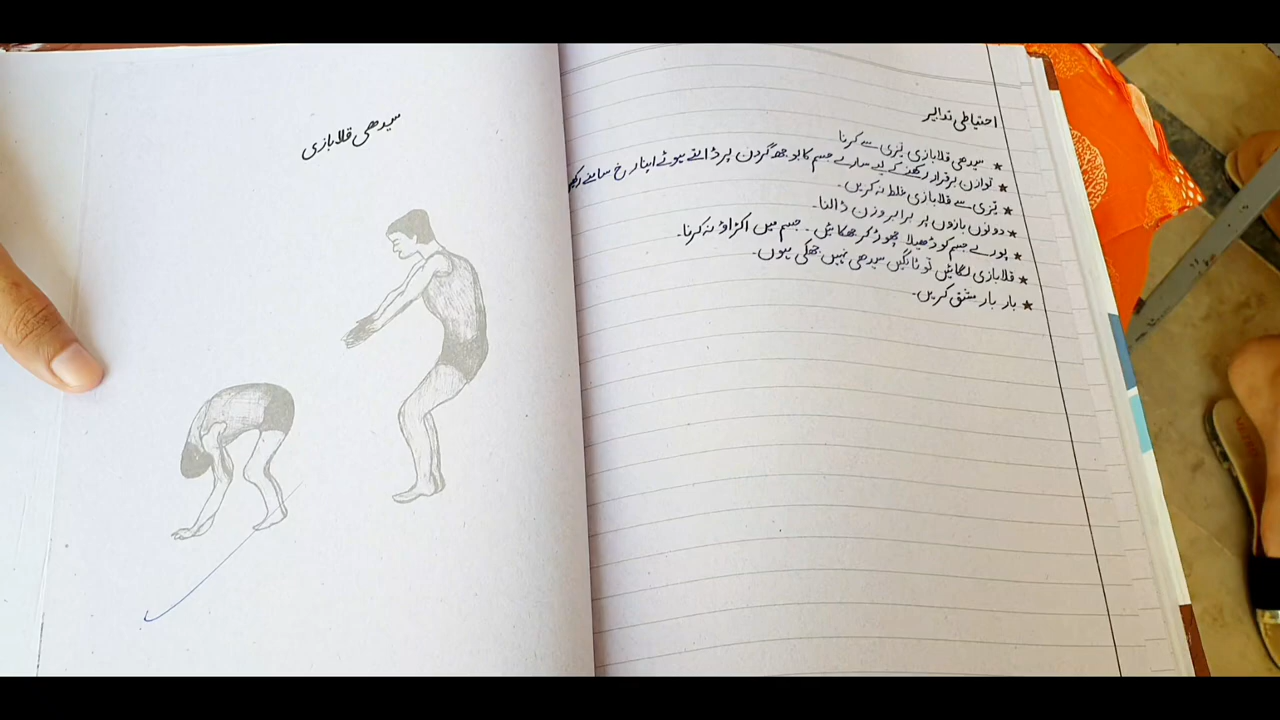 سیدھی قلابازی
احتیاطی تدابیر
★ سیدھی قلابازی تیزی سے کرنا
★ توازن برقرار رکھنے کے لیے سارے جسم کا بوجھ گردن پر ڈالتے ہوئے اپنا رخ سامنے رکھیں
★ تیزی سے قلابازی غلط نہ کریں۔
★ دونوں بازوں پر برابر وزن ڈالنا۔
★ پورے جسم کو ڈھیلا چھوڑ کر جھکائیں۔ جسم میں اکڑاؤ نہ کرنا۔
★ قلابازی لگائیں تو ٹانگیں سیدھی نہیں جھکی ہوں۔
★ بار بار مشق کریں۔